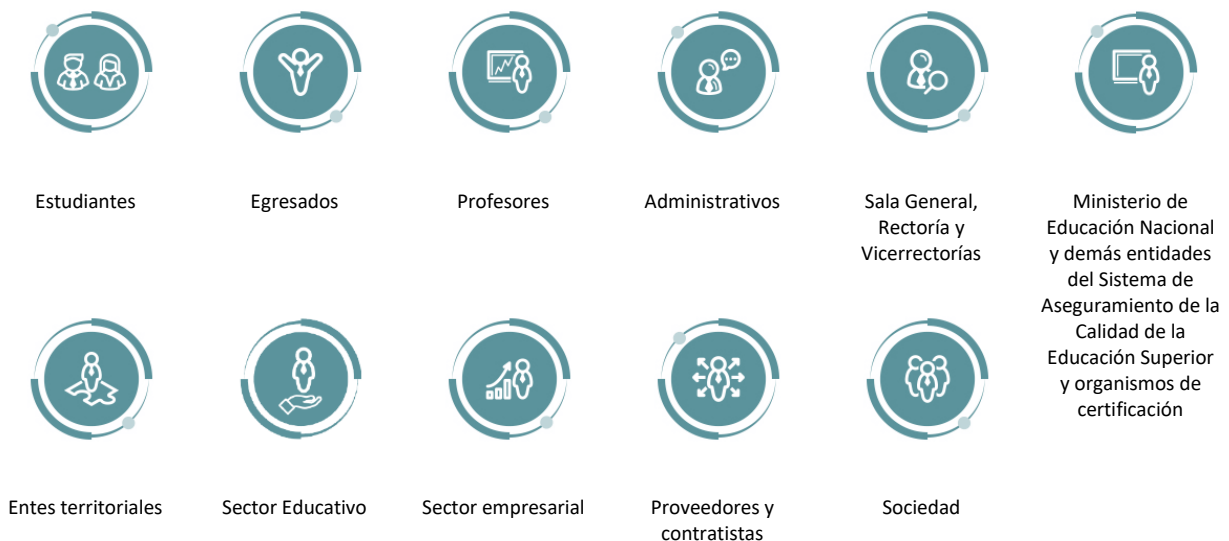 Estudiantes
Egresados
Profesores
Administrativos
Sala General,
Rectoría y
Vicerrectorías
Ministerio de
Educación Nacional
y demás entidades
del Sistema de
Aseguramiento de la
Calidad de la
Educación Superior
y organismos de
certificación
Entes territoriales
Sector Educativo
Sector empresarial
Proveedores y
contratistas
Sociedad